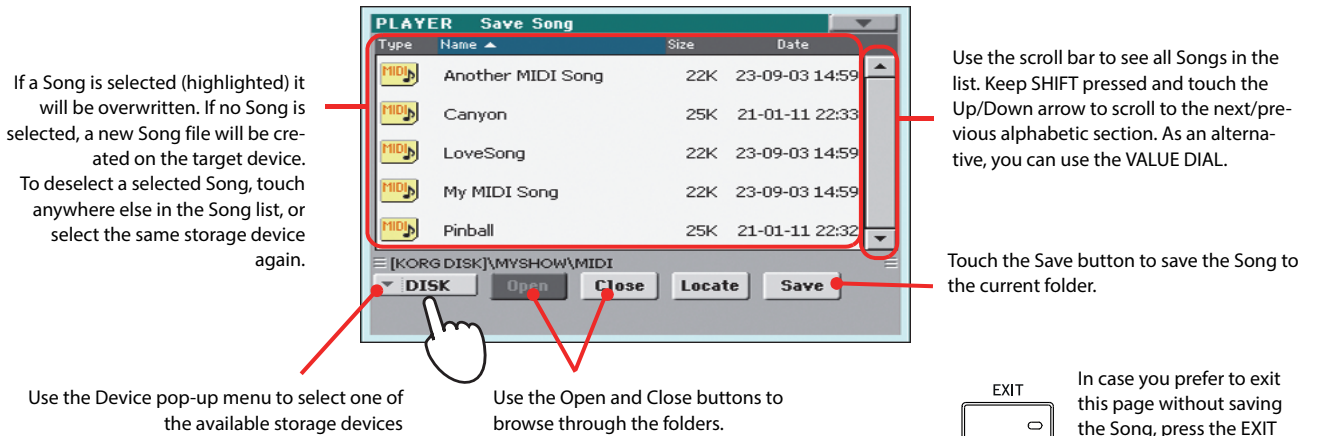 PLAYER Save Song
Type Name Size Date
MIDI Another MIDI Song 22K 23-09-03 14:59
MIDI Canyon 25K 21-01-11 22:33
MIDI LoveSong 22K 23-09-03 14:59
MIDI My MIDI Song 22K 23-09-03 14:59
MIDI Pinball 25K 21-01-11 22:32
[KORG DISK]\MYSHOW\MIDI
DISK Open Close Locate Save
If a Song is selected (highlighted) it
will be overwritten. If no Song is
selected, a new Song file will be cre-
ated on the target device.
To deselect a selected Song, touch
anywhere else in the Song list, or
select the same storage device
again.
Use the scroll bar to see all Songs in the
list. Keep SHIFT pressed and touch the
Up/Down arrow to scroll to the next/pre-
vious alphabetic section. As an alterna-
tive, you can use the VALUE DIAL.
Touch the Save button to save the Song to
the current folder.
Use the Device pop-up menu to select one of
the available storage devices
Use the Open and Close buttons to
browse through the folders.
EXIT
In case you prefer to exit
this page without saving
the Song, press the EXIT